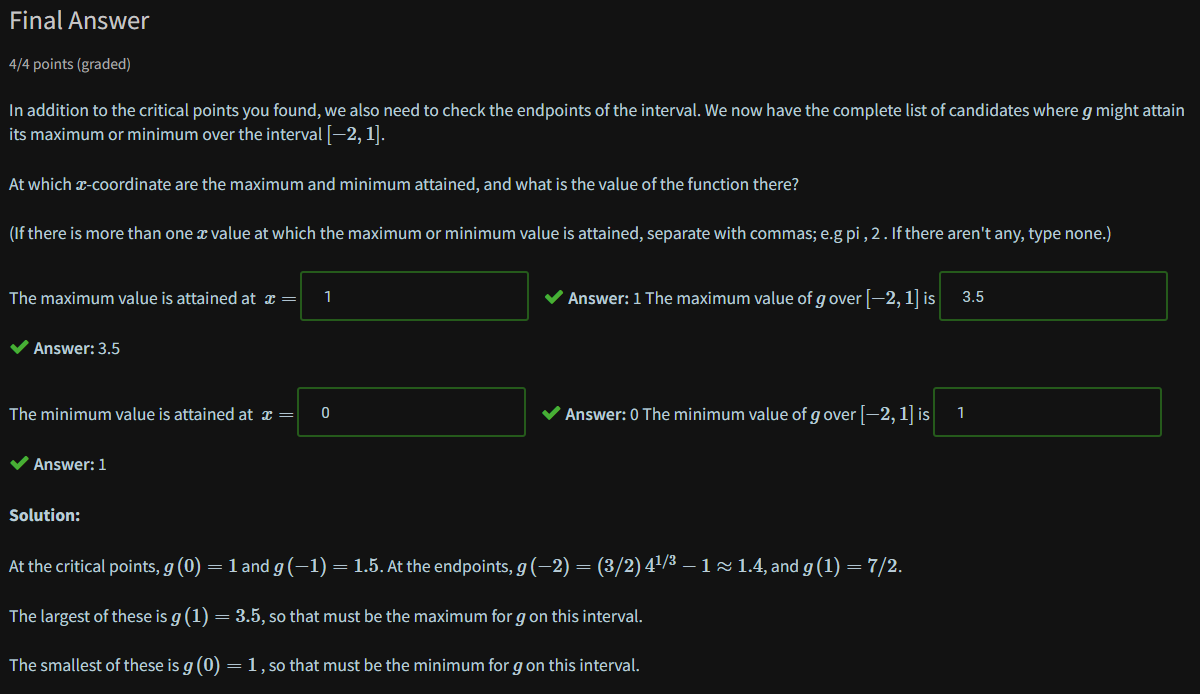 Final Answer
4/4 points (graded)
In addition to the critical points you found, we also need to check the endpoints of the interval. We now have the complete list of candidates where g might attain
its maximum or minimum over the interval [−2, 1].
At which x-coordinate are the maximum and minimum attained, and what is the value of the function there?
(If there is more than one x value at which the maximum or minimum value is attained, separate with commas; e.g pi , 2 . If there aren't any, type none.)
The maximum value is attained at x = 1 ✔ Answer: 1 The maximum value of g over [−2, 1] is 3.5
✔ Answer: 3.5
The minimum value is attained at x = 0 ✔ Answer: 0 The minimum value of g over [−2, 1] is 1
✔ Answer: 1
Solution:
At the critical points, g (0) = 1 and g (−1) = 1.5. At the endpoints, g (−2) = (3/2) 4^{1/3} − 1 ≈ 1.4, and g (1) = 7/2.
The largest of these is g (1) = 3.5, so that must be the maximum for g on this interval.
The smallest of these is g (0) = 1 , so that must be the minimum for g on this interval.